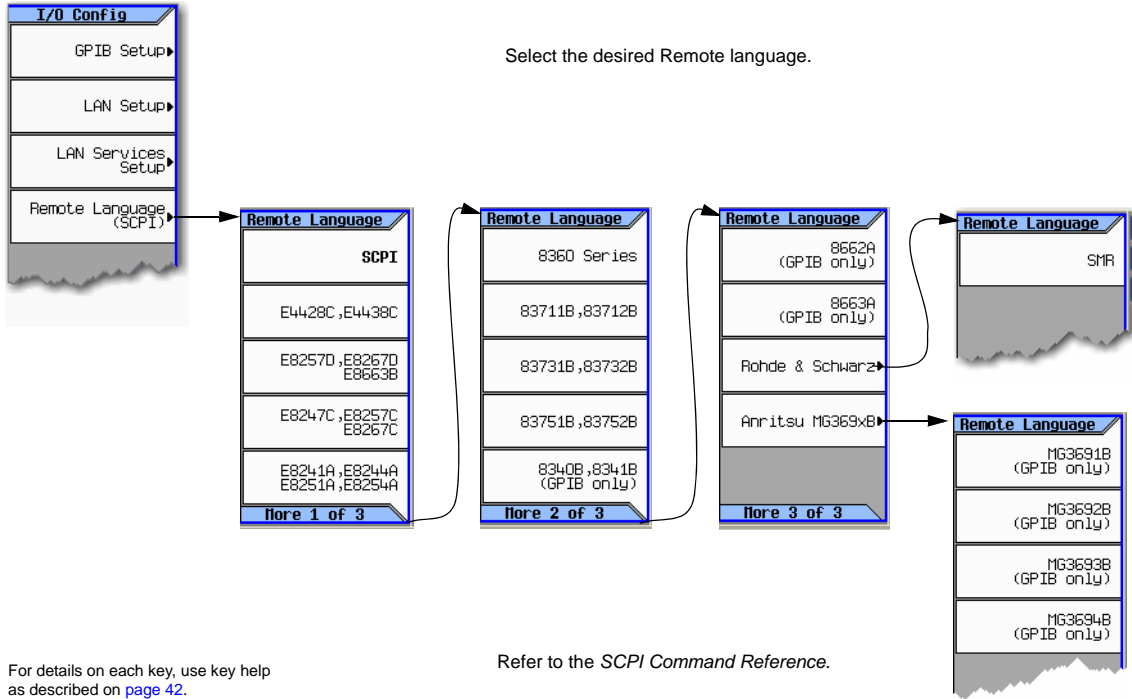 I/O Config
GPIB Setup
LAN Setup
LAN Services
Setup
Remote Language
(SCPI)
Select the desired Remote language.
Remote Language
SCPI
E4428C,E4438C
E8257D,E8267D
E8663B
E8247C,E8257C
E8267C
E8241A,E8244A
E8251A,E8254A
More 1 of 3
Remote Language
8360 Series
83711B,83712B
83731B,83732B
83751B,83752B
8340B,8341B
(GPIB only)
More 2 of 3
Remote Language
8662A
(GPIB only)
8663A
(GPIB only)
Rohde & Schwarz
Anritsu MG369xB
More 3 of 3
Remote Language
SMR
Remote Language
MG3691B
(GPIB only)
MG3692B
(GPIB only)
MG3693B
(GPIB only)
MG3694B
(GPIB only)
For details on each key, use key help
as described on page 42.
Refer to the SCPI Command Reference.